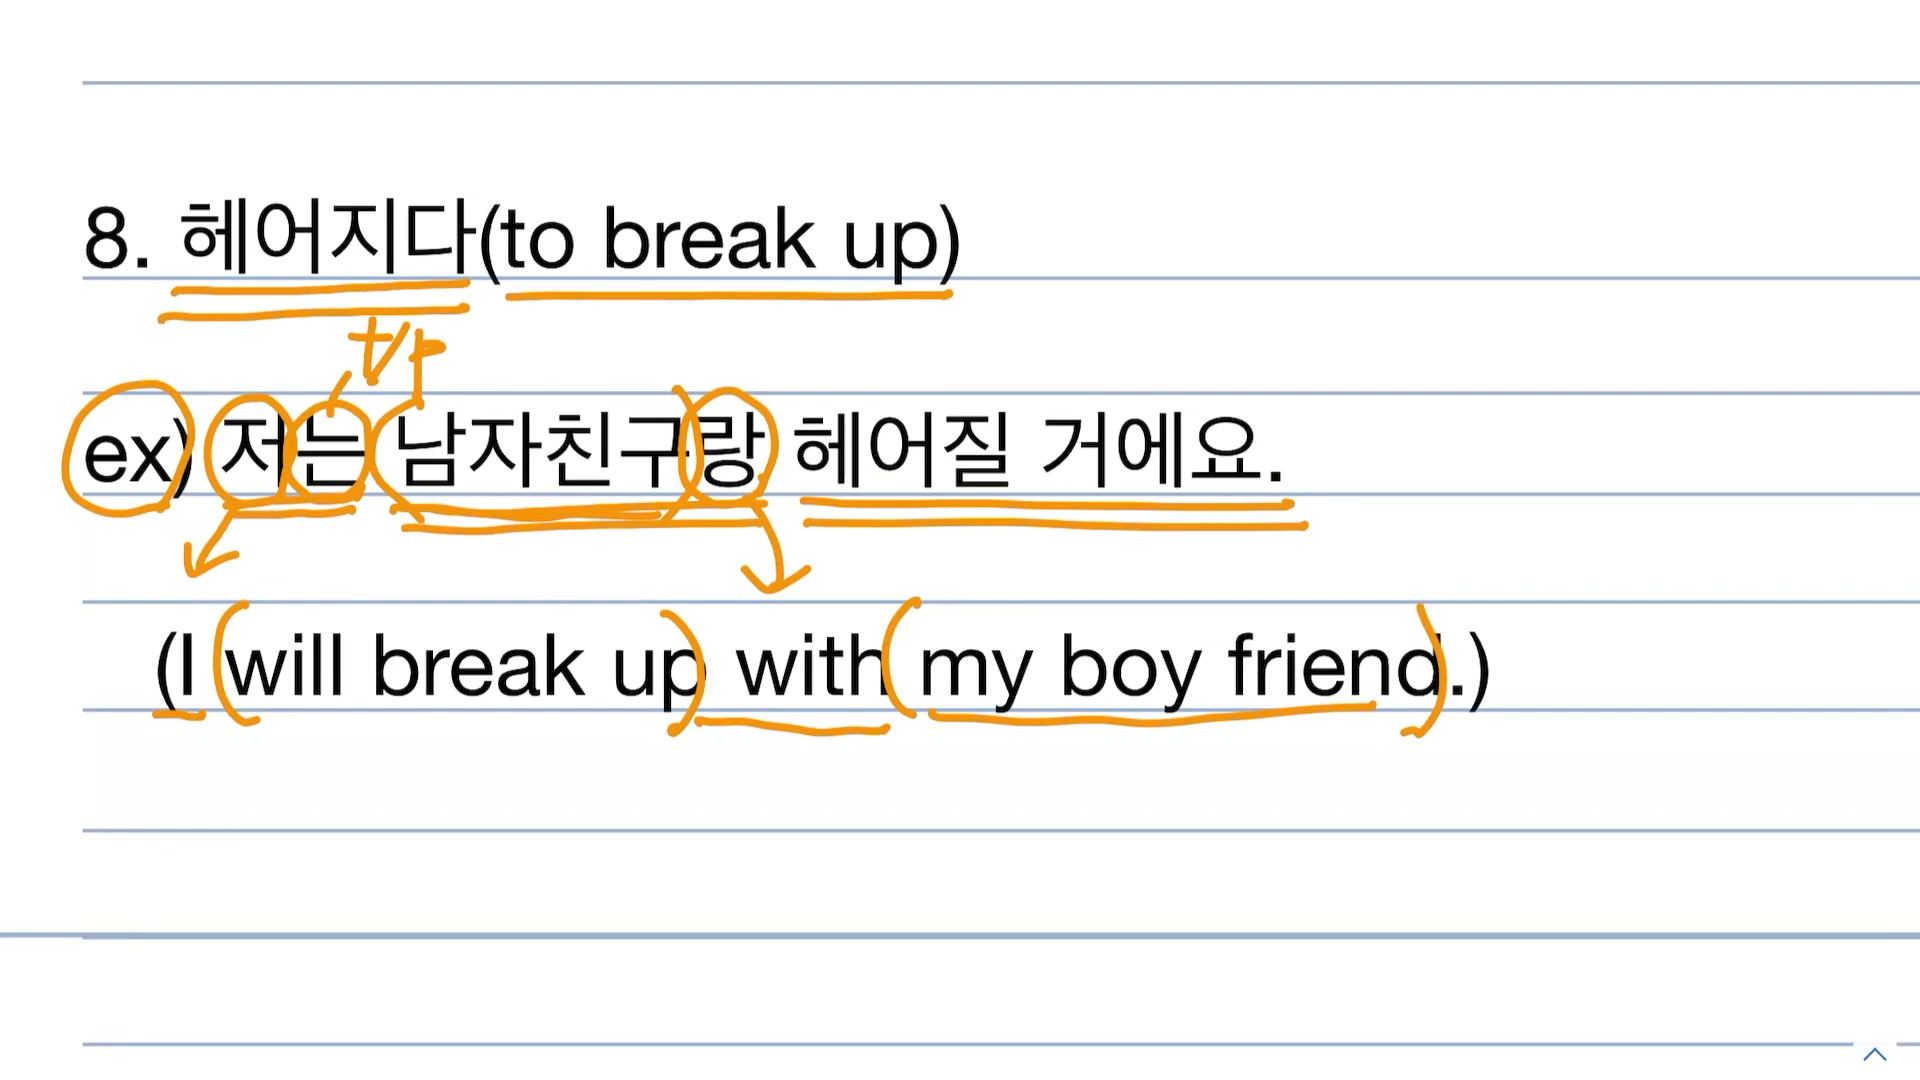 8. 헤어지다(to break up)
t/p
ex) 저는 남자친구랑 헤어질 거에요.
(I will break up with my boy friend.)